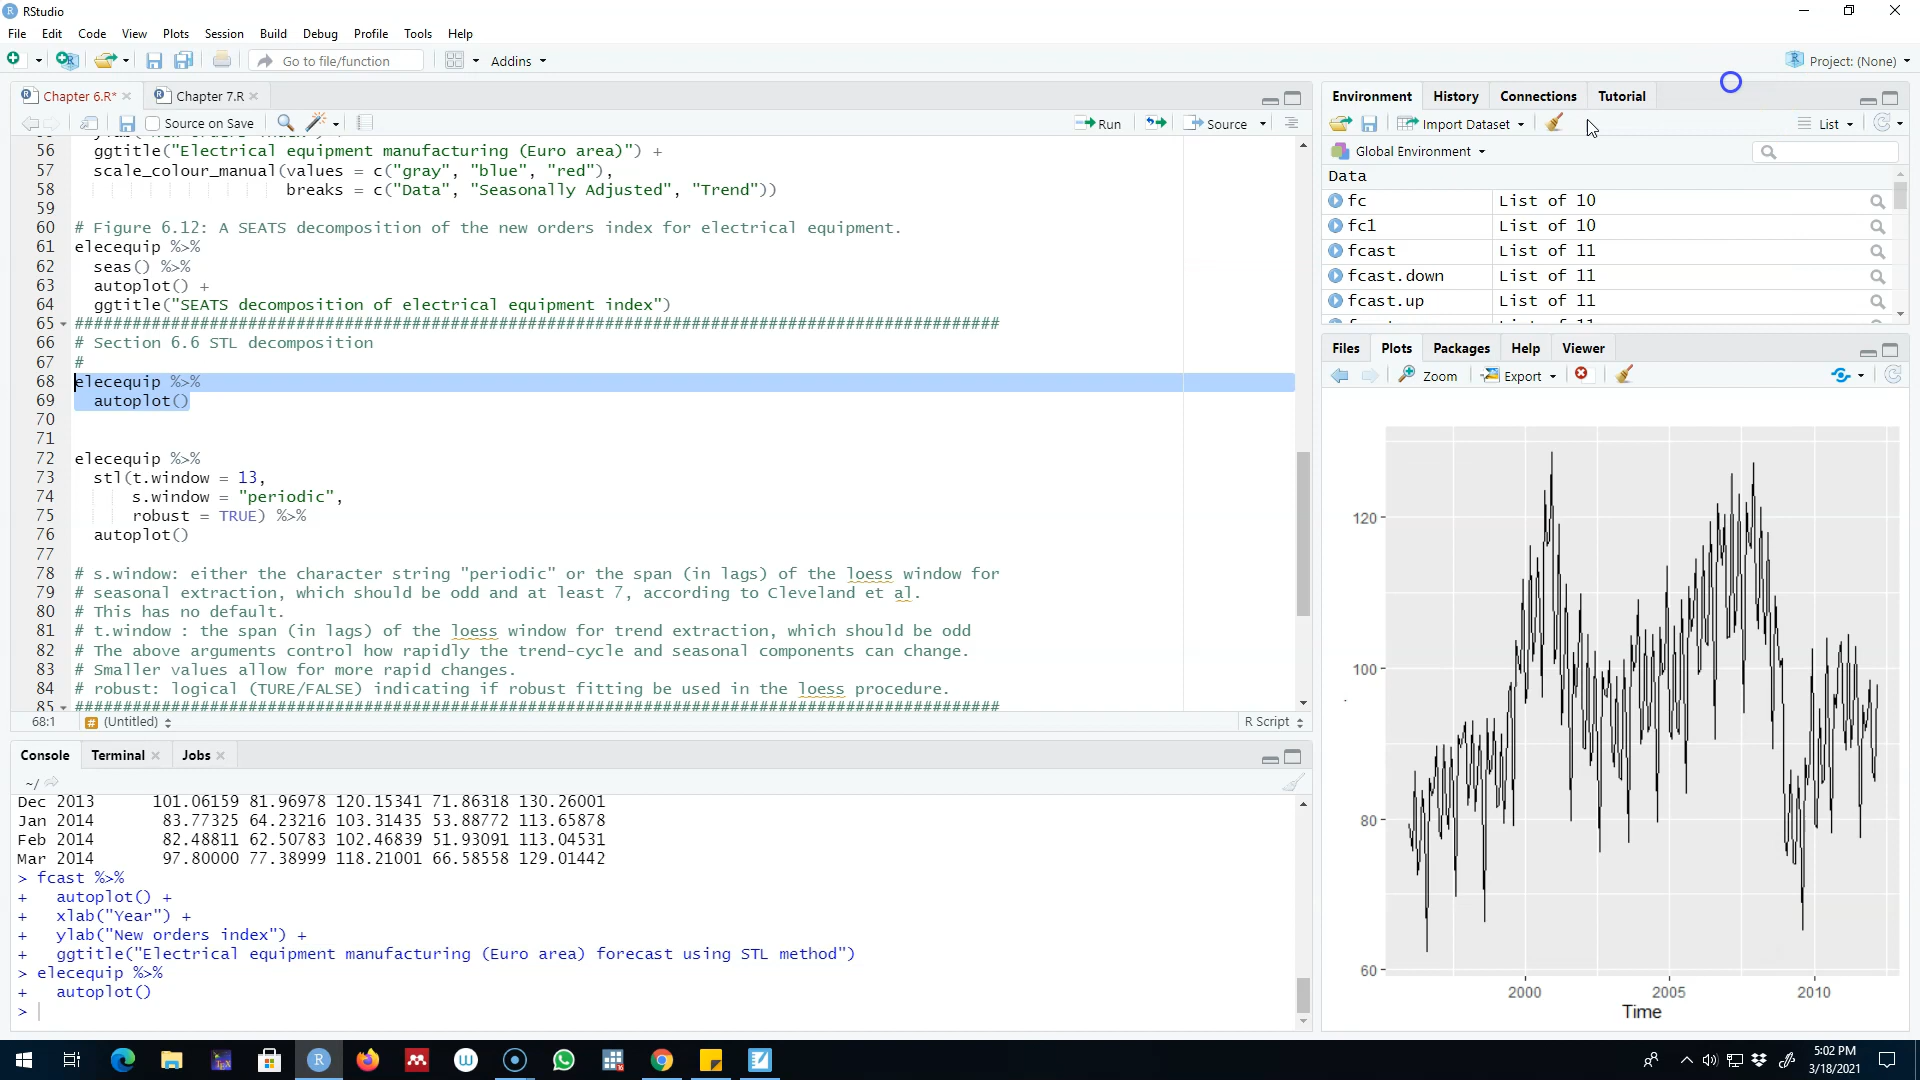 RStudio
File Edit Code View Plots Session Build Debug Profile Tools Help
Go to file/function Addins Project: (None)
Chapter 6.R* Chapter 7.R
Source on Save Run Source
56 ggtitle("Electrical equipment manufacturing (Euro area)") +
57 scale_colour_manual(values = c("gray", "blue", "red"),
58 breaks = c("Data", "Seasonally Adjusted", "Trend"))
59
60 # Figure 6.12: A SEATS decomposition of the new orders index for electrical equipment.
61 elecequip %>%
62 seas() %>%
63 autoplot() +
64 ggtitle("SEATS decomposition of electrical equipment index")
65 ####################################################################################################
66 # Section 6.6 STL decomposition
67 #
68 elecequip %>%
69 autoplot()
70
71
72 elecequip %>%
73 stl(t.window = 13,
74 s.window = "periodic",
75 robust = TRUE) %>%
76 autoplot()
77
78 # s.window: either the character string "periodic" or the span (in lags) of the loess window for
79 # seasonal extraction, which should be odd and at least 7, according to Cleveland et al.
80 # This has no default.
81 # t.window : the span (in lags) of the loess window for trend extraction, which should be odd
82 # The above arguments control how rapidly the trend-cycle and seasonal components can change.
83 # Smaller values allow for more rapid changes.
84 # robust: logical (TURE/FALSE) indicating if robust fitting be used in the loess procedure.
85 ####################################################################################################
68:1 (Untitled) R Script
Console Terminal Jobs
~/
Dec 2013 101.06159 81.96978 120.15341 71.86318 130.26001
Jan 2014 83.77325 64.23216 103.31435 53.88772 113.65878
Feb 2014 82.48811 62.50783 102.46839 51.93091 113.04531
Mar 2014 97.80000 77.38999 118.21001 66.58558 129.01442
> fcast %>%
+ autoplot() +
+ xlab("Year") +
+ ylab("New orders index") +
+ ggtitle("Electrical equipment manufacturing (Euro area) forecast using STL method")
> elecequip %>%
+ autoplot()
>
Environment History Connections Tutorial
Import Dataset List
Global Environment
Data
fc List of 10
fc1 List of 10
fcast List of 11
fcast.down List of 11
fcast.up List of 11
Files Plots Packages Help Viewer
Zoom Export
120
100
80
60
2000 2005 2010
Time
5:02 PM
3/18/2021